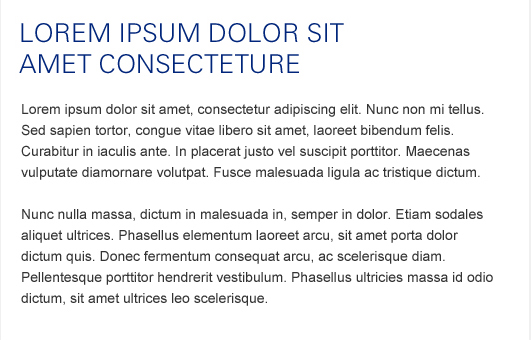 LOREM IPSUM DOLOR SIT
AMET CONSECTETURE
Lorem ipsum dolor sit amet, consectetur adipiscing elit. Nunc non mi tellus.
Sed sapien tortor, congue vitae libero sit amet, laoreet bibendum felis.
Curabitur in iaculis ante. In placerat justo vel suscipit porttitor. Maecenas
vulputate diamornare volutpat. Fusce malesuada ligula ac tristique dictum.
Nunc nulla massa, dictum in malesuada in, semper in dolor. Etiam sodales
aliquet ultrices. Phasellus elementum laoreet arcu, sit amet porta dolor
dictum quis. Donec fermentum consequat arcu, ac scelerisque diam.
Pellentesque porttitor hendrerit vestibulum. Phasellus ultricies massa id odio
dictum, sit amet ultrices leo scelerisque.